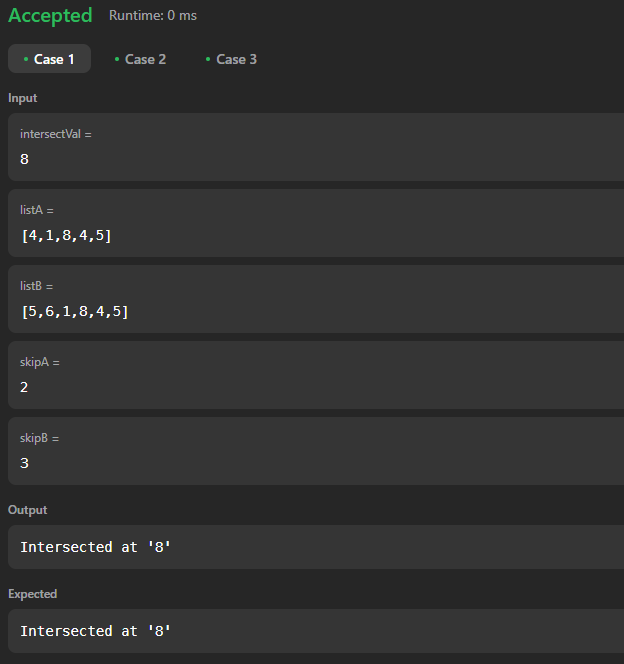 Accepted Runtime: 0 ms
Case 1 Case 2 Case 3
Input
intersectVal =
8
listA =
[4,1,8,4,5]
listB =
[5,6,1,8,4,5]
skipA =
2
skipB =
3
Output
Intersected at '8'
Expected
Intersected at '8'